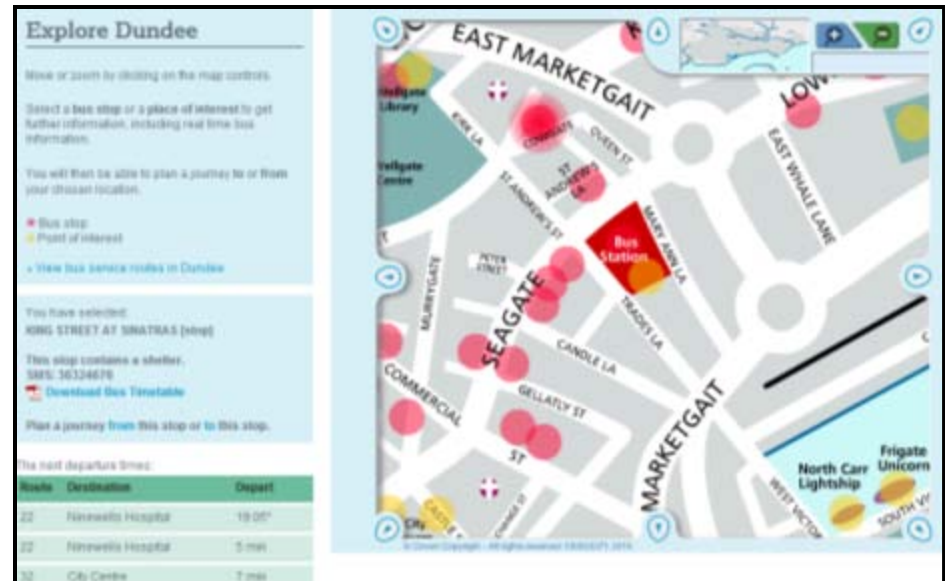 Explore Dundee
Move or zoom by clicking on the map controls.
Select a bus stop or a place of interest to get
further information, including real time bus
information.
You will then be able to plan a journey to or from
your chosen location.
Bus stop
Point of interest
View bus service routes in Dundee
You have selected:
KING STREET AT SINATRAS (stop)
This stop contains a shelter.
SMS:
Download Bus Timetable
Plan a journey from this stop or to this stop.
The next departure times:
Route Destination Depart
22 Ninewells Hospital 19:05*
22 Ninewells Hospital 5 min
32 City Centre 7 min
EAST MARKETGAIT
Library
KIRK LA
COWGATE
QUEEN ST
ST ANDREW'S LA
ST ANDREW'S ST
EAST WHALE LANE
Centre
MARY ANN LA
Bus
Station
PETER
STREET
MURRYGATE
SEAGATE
TRADES LA
CANDLE LA
COMMERCIAL
ST
GELLATLY ST
MARKETGAIT
North Carr
Lightship
Frigate
Unicorn
City